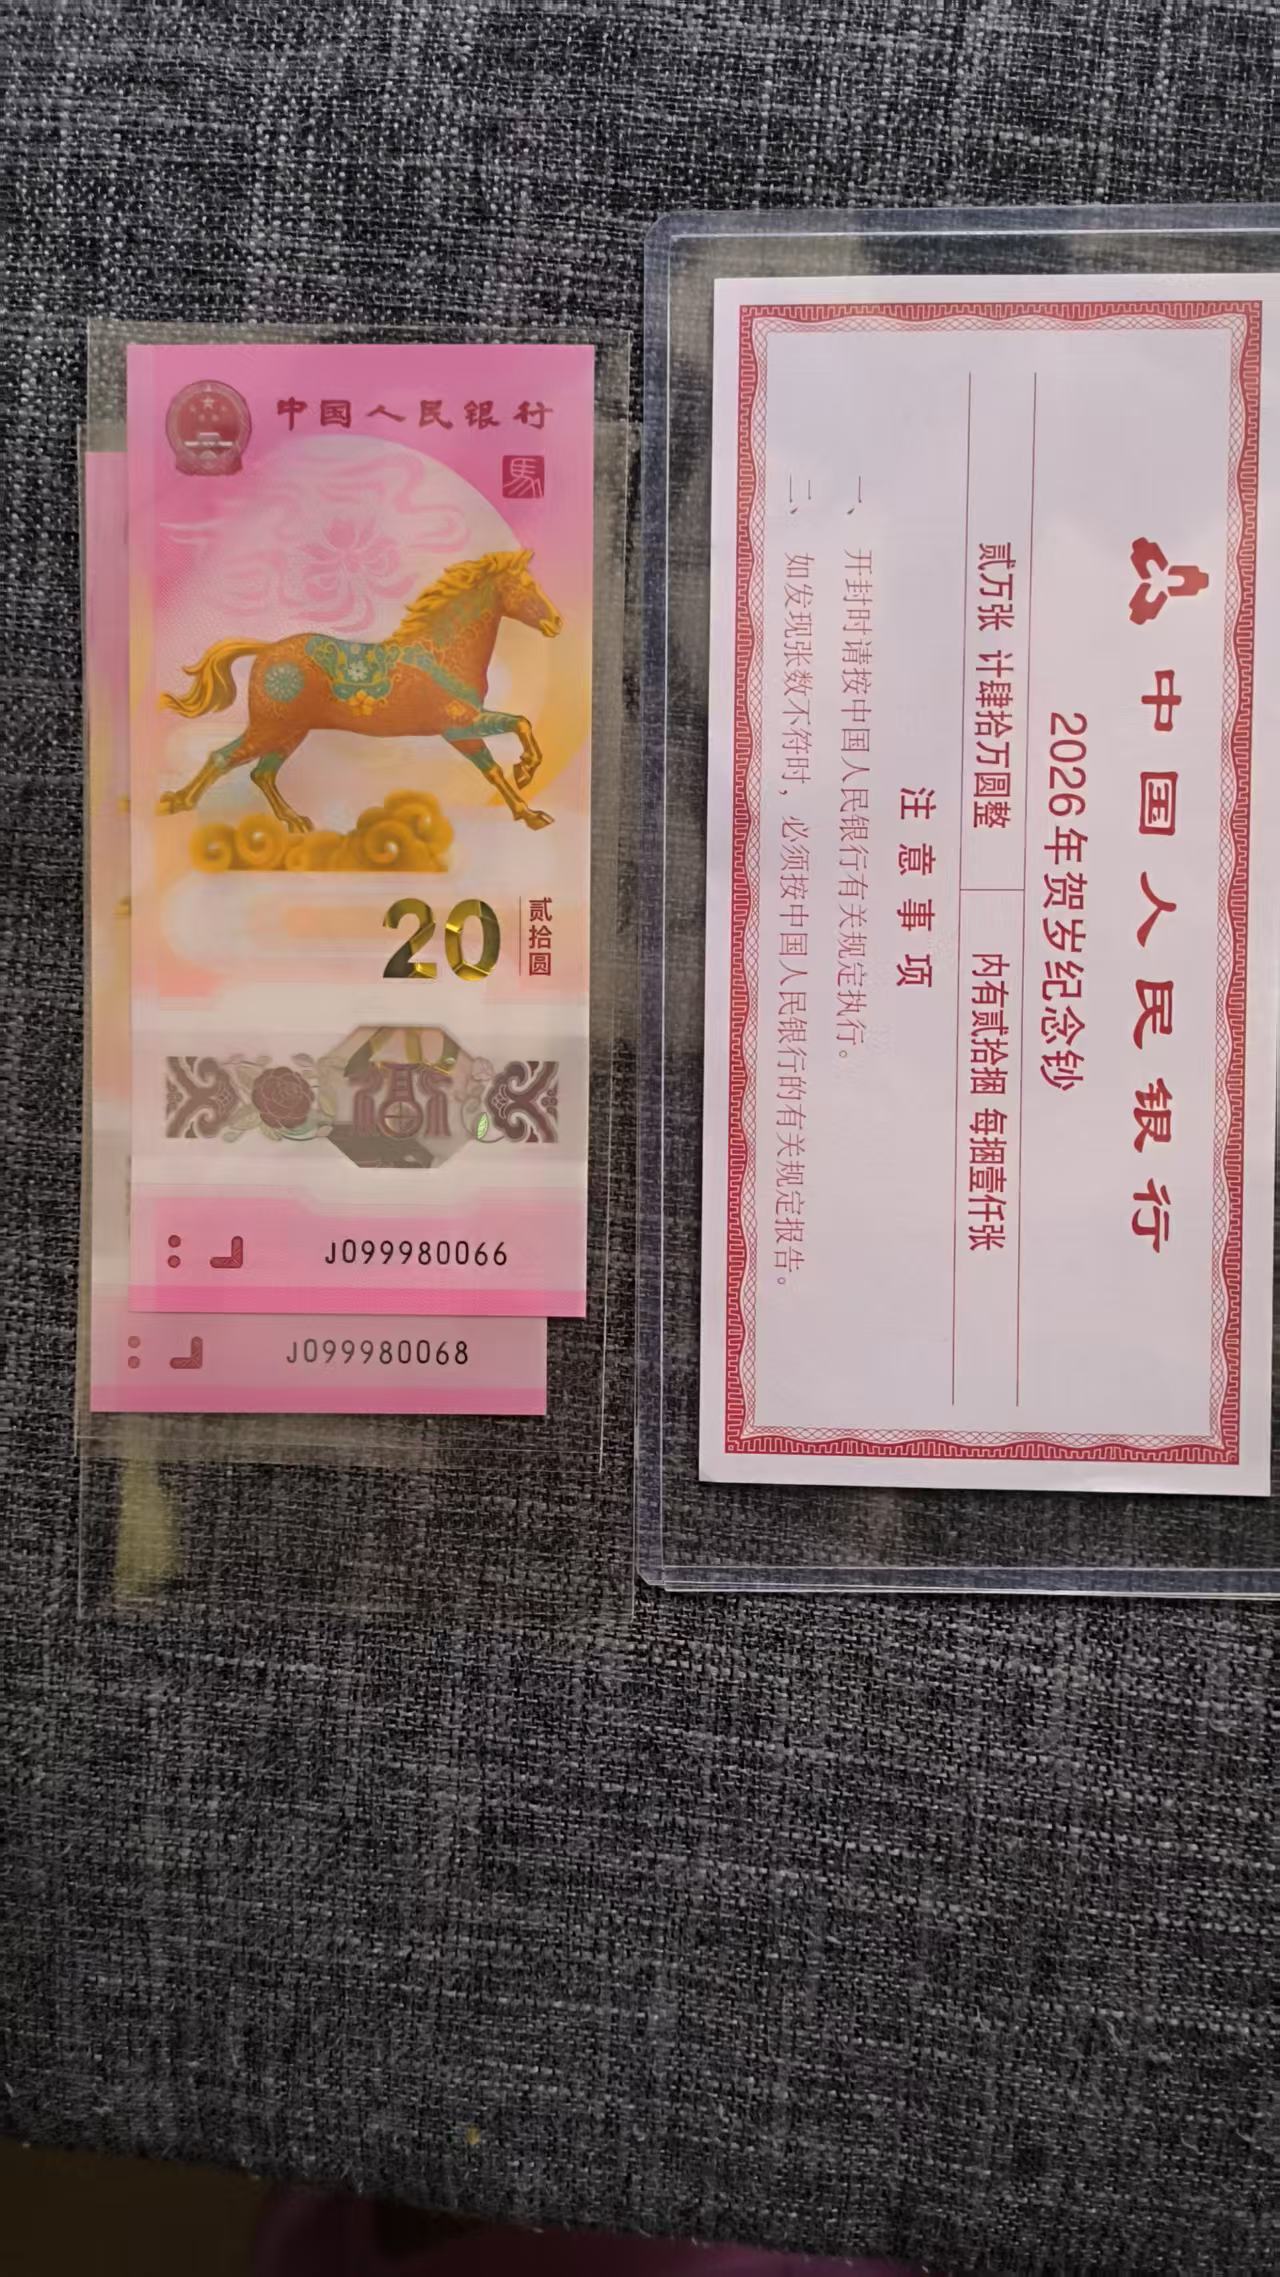 中国人民银行
馬
20
贰拾圆
J099980066
J099980068
中国人民银行
2026年贺岁纪念钞
贰万张 计肆拾万圆整 内有贰拾捆 每捆壹仟张
注意事项
一、开封时请按中国人民银行有关规定执行。
二、如发现张数不符时，必须按中国人民银行的有关规定报告。